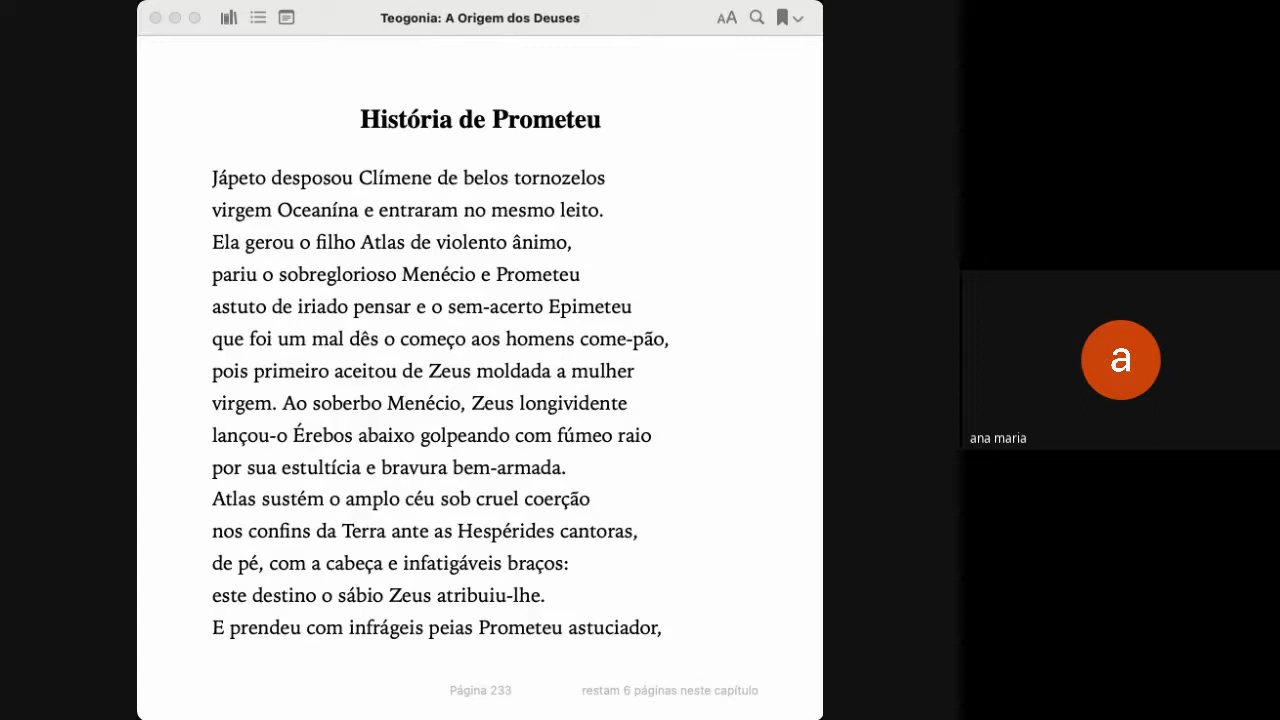 Teogonia: A Origem dos Deuses
AA
História de Prometeu
Jápeto desposou Clímene de belos tornozelos
virgem Oceanína e entraram no mesmo leito.
Ela gerou o filho Atlas de violento ânimo,
pariu o sobreglorioso Menécio e Prometeu
astuto de iriado pensar e o sem-acerto Epimeteu
que foi um mal dês o começo aos homens come-pão,
pois primeiro aceitou de Zeus moldada a mulher
virgem. Ao soberbo Menécio, Zeus longividente
lançou-o Érebos abaixo golpeando com fúmeo raio
por sua estultícia e bravura bem-armada.
Atlas sustém o amplo céu sob cruel coerção
nos confins da Terra ante as Hespérides cantoras,
de pé, com a cabeça e infatigáveis braços:
este destino o sábio Zeus atribuiu-lhe.
E prendeu com infrágeis peias Prometeu astuciador,
Página 233
restam 6 páginas neste capítulo
a
ana maria